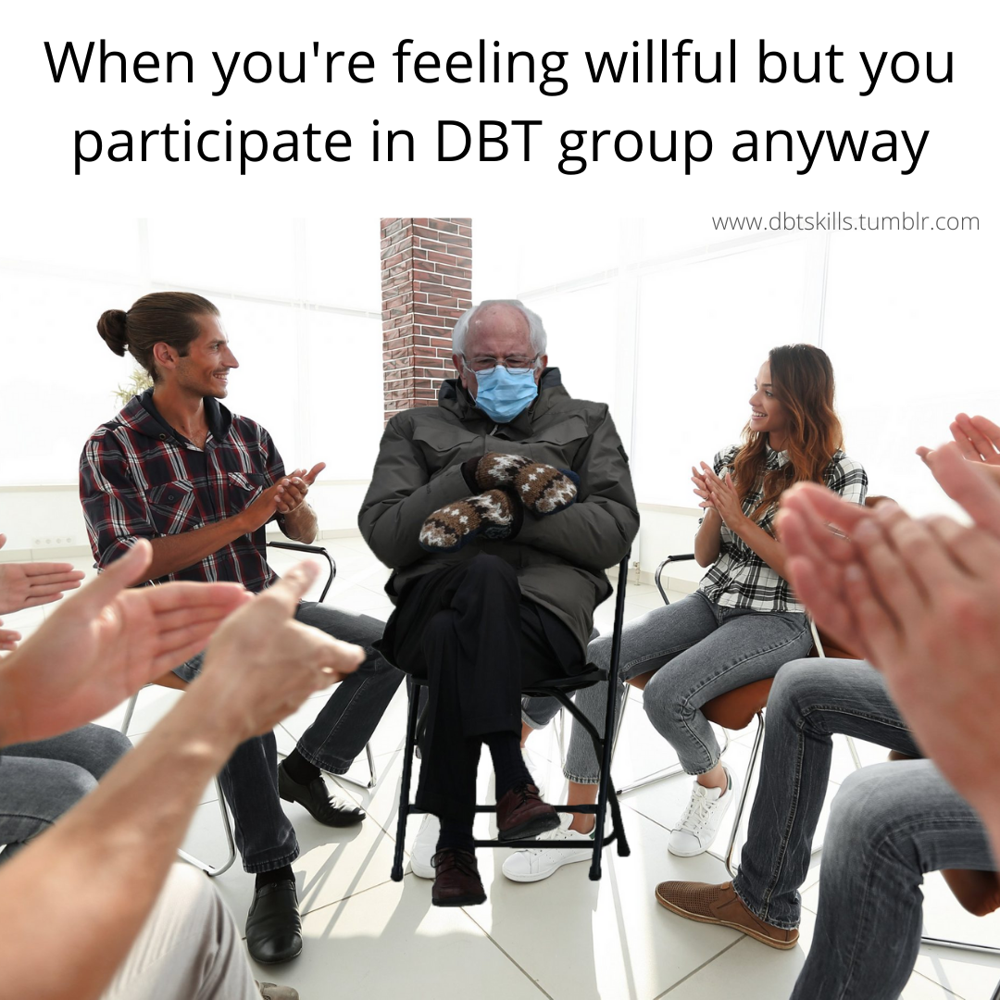 When you're feeling willful but you
participate in DBT group anyway
www.dbtskills.tumblr.com